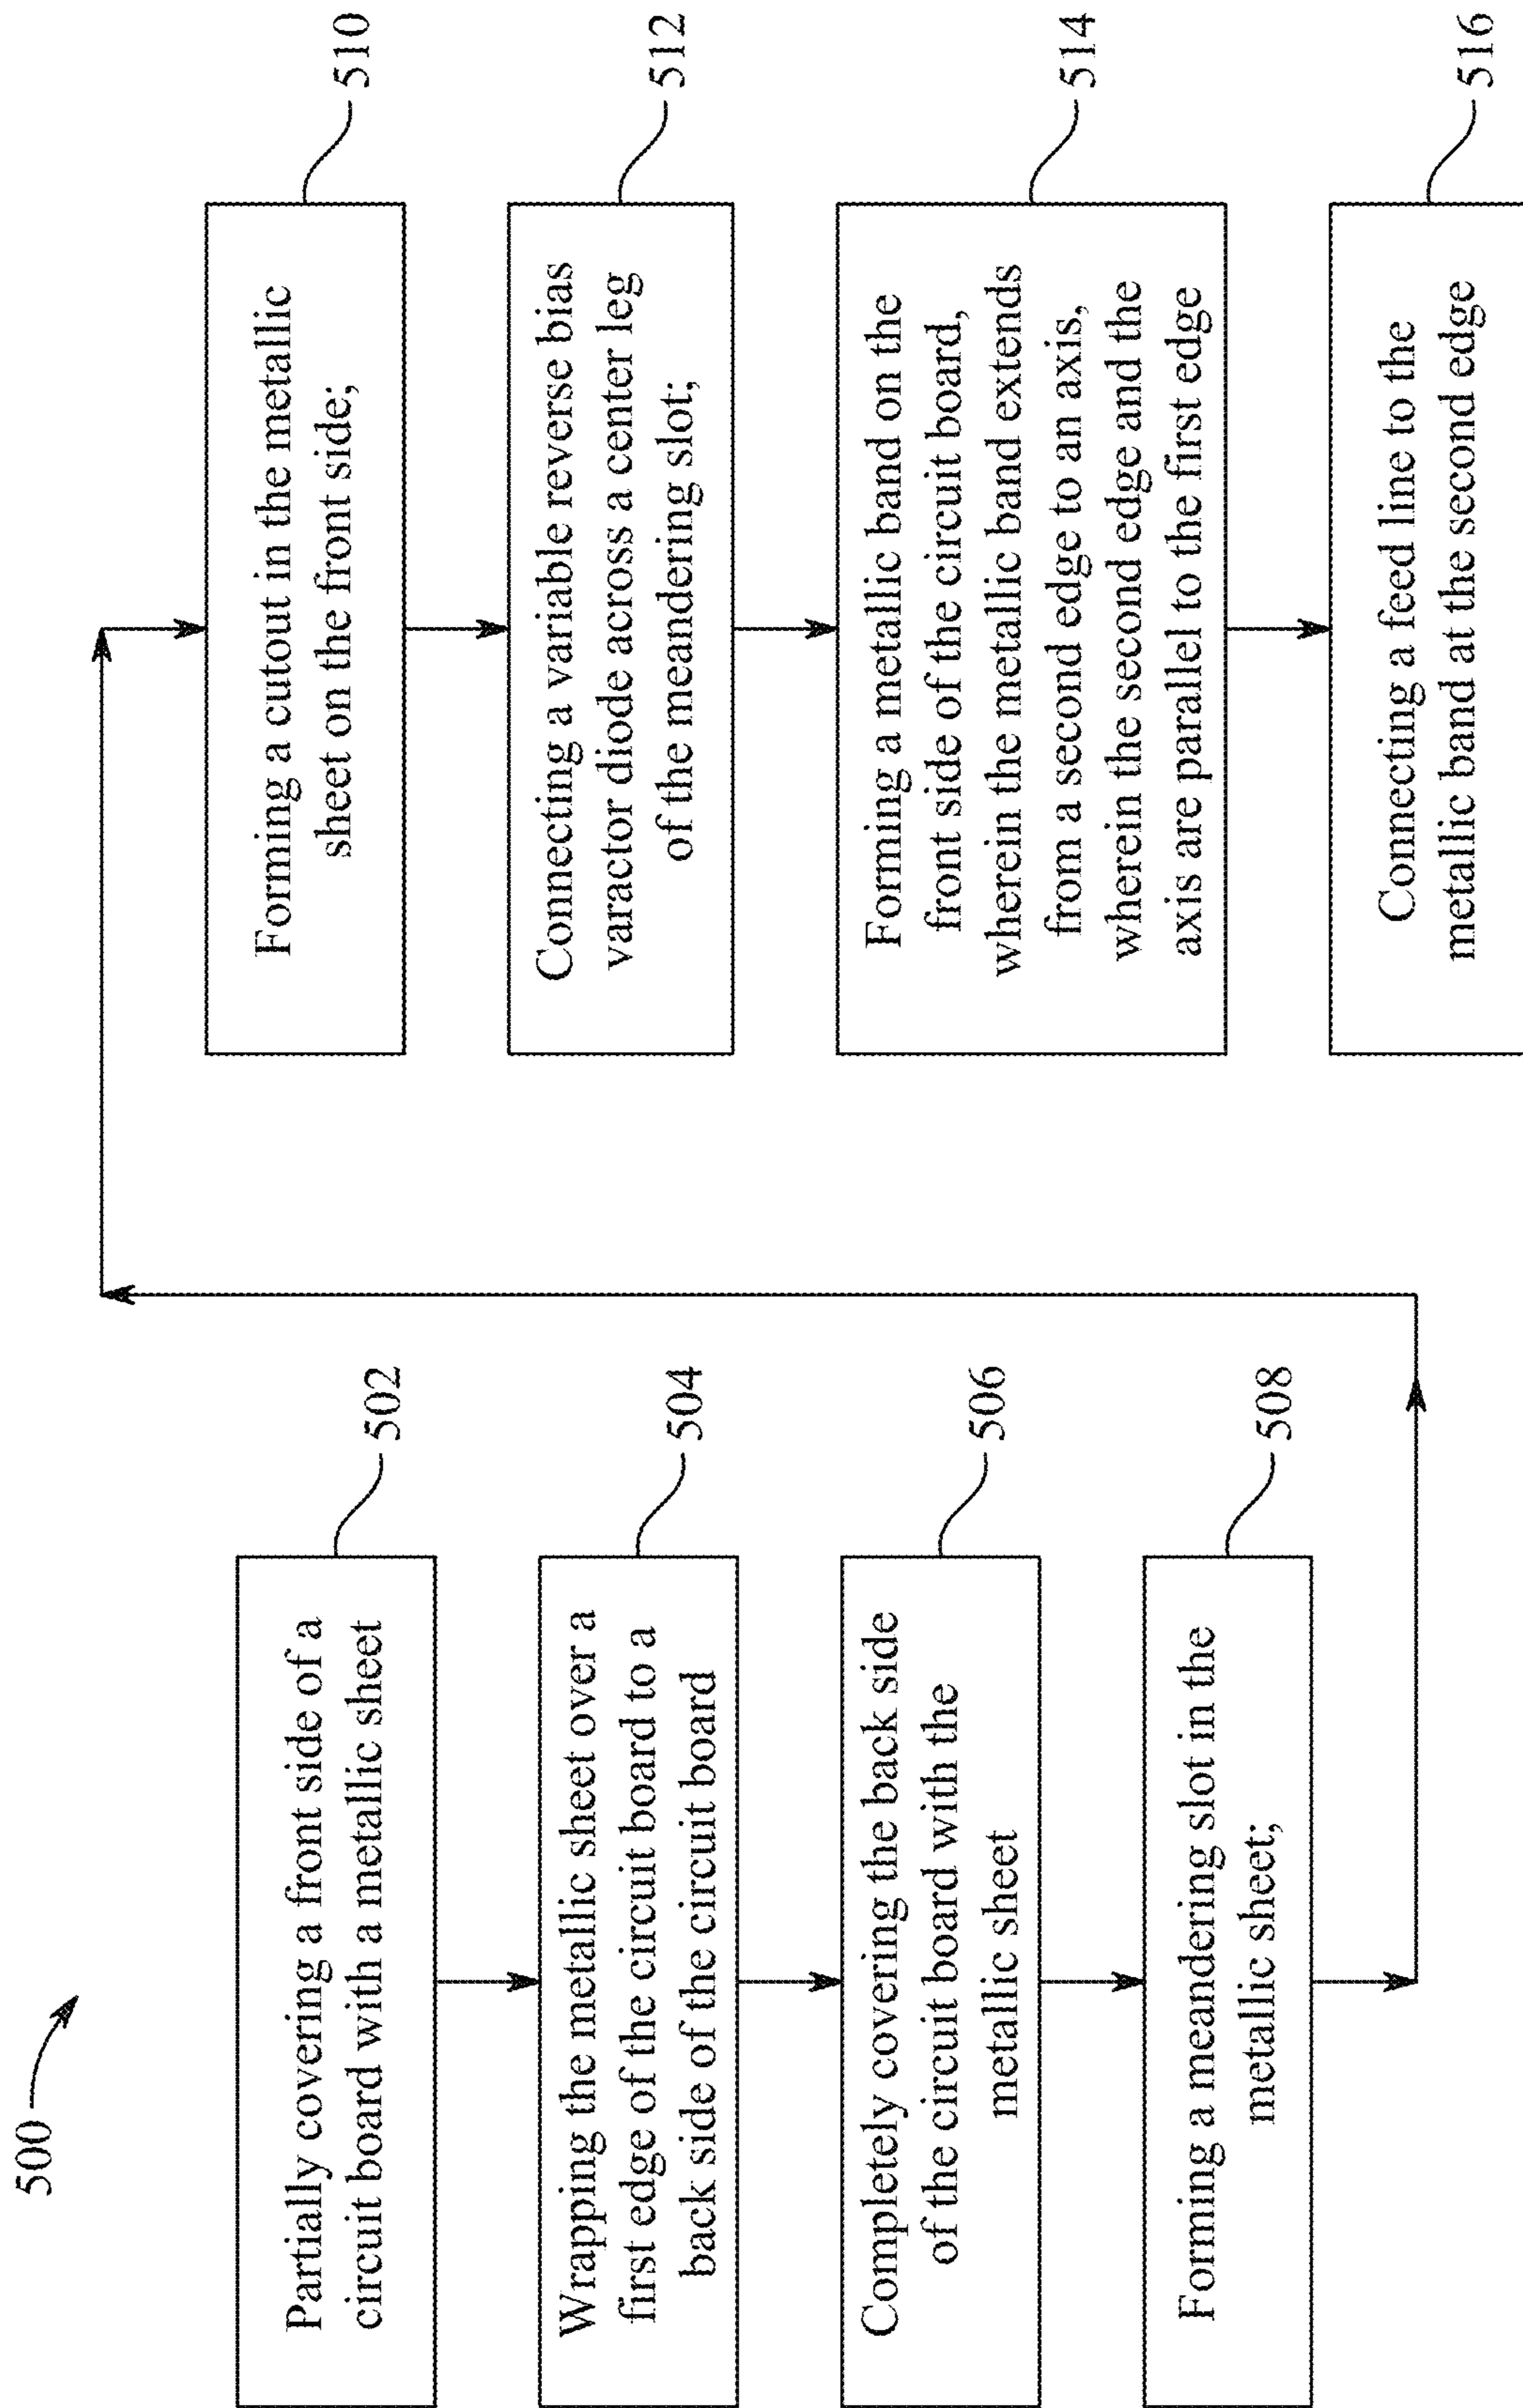 500
Partially covering a front side of a
circuit board with a metallic sheet
502
Wrapping the metallic sheet over a
first edge of the circuit board to a
back side of the circuit board
504
Completely covering the back side
of the circuit board with the
metallic sheet
506
Forming a meandering slot in the
metallic sheet;
508
Forming a cutout in the metallic
sheet on the front side;
510
Connecting a variable reverse bias
varactor diode across a center leg
of the meandering slot;
512
Forming a metallic band on the
front side of the circuit board,
wherein the metallic band extends
from a second edge to an axis,
wherein the second edge and the
axis are parallel to the first edge
514
Connecting a feed line to the
metallic band at the second edge
516